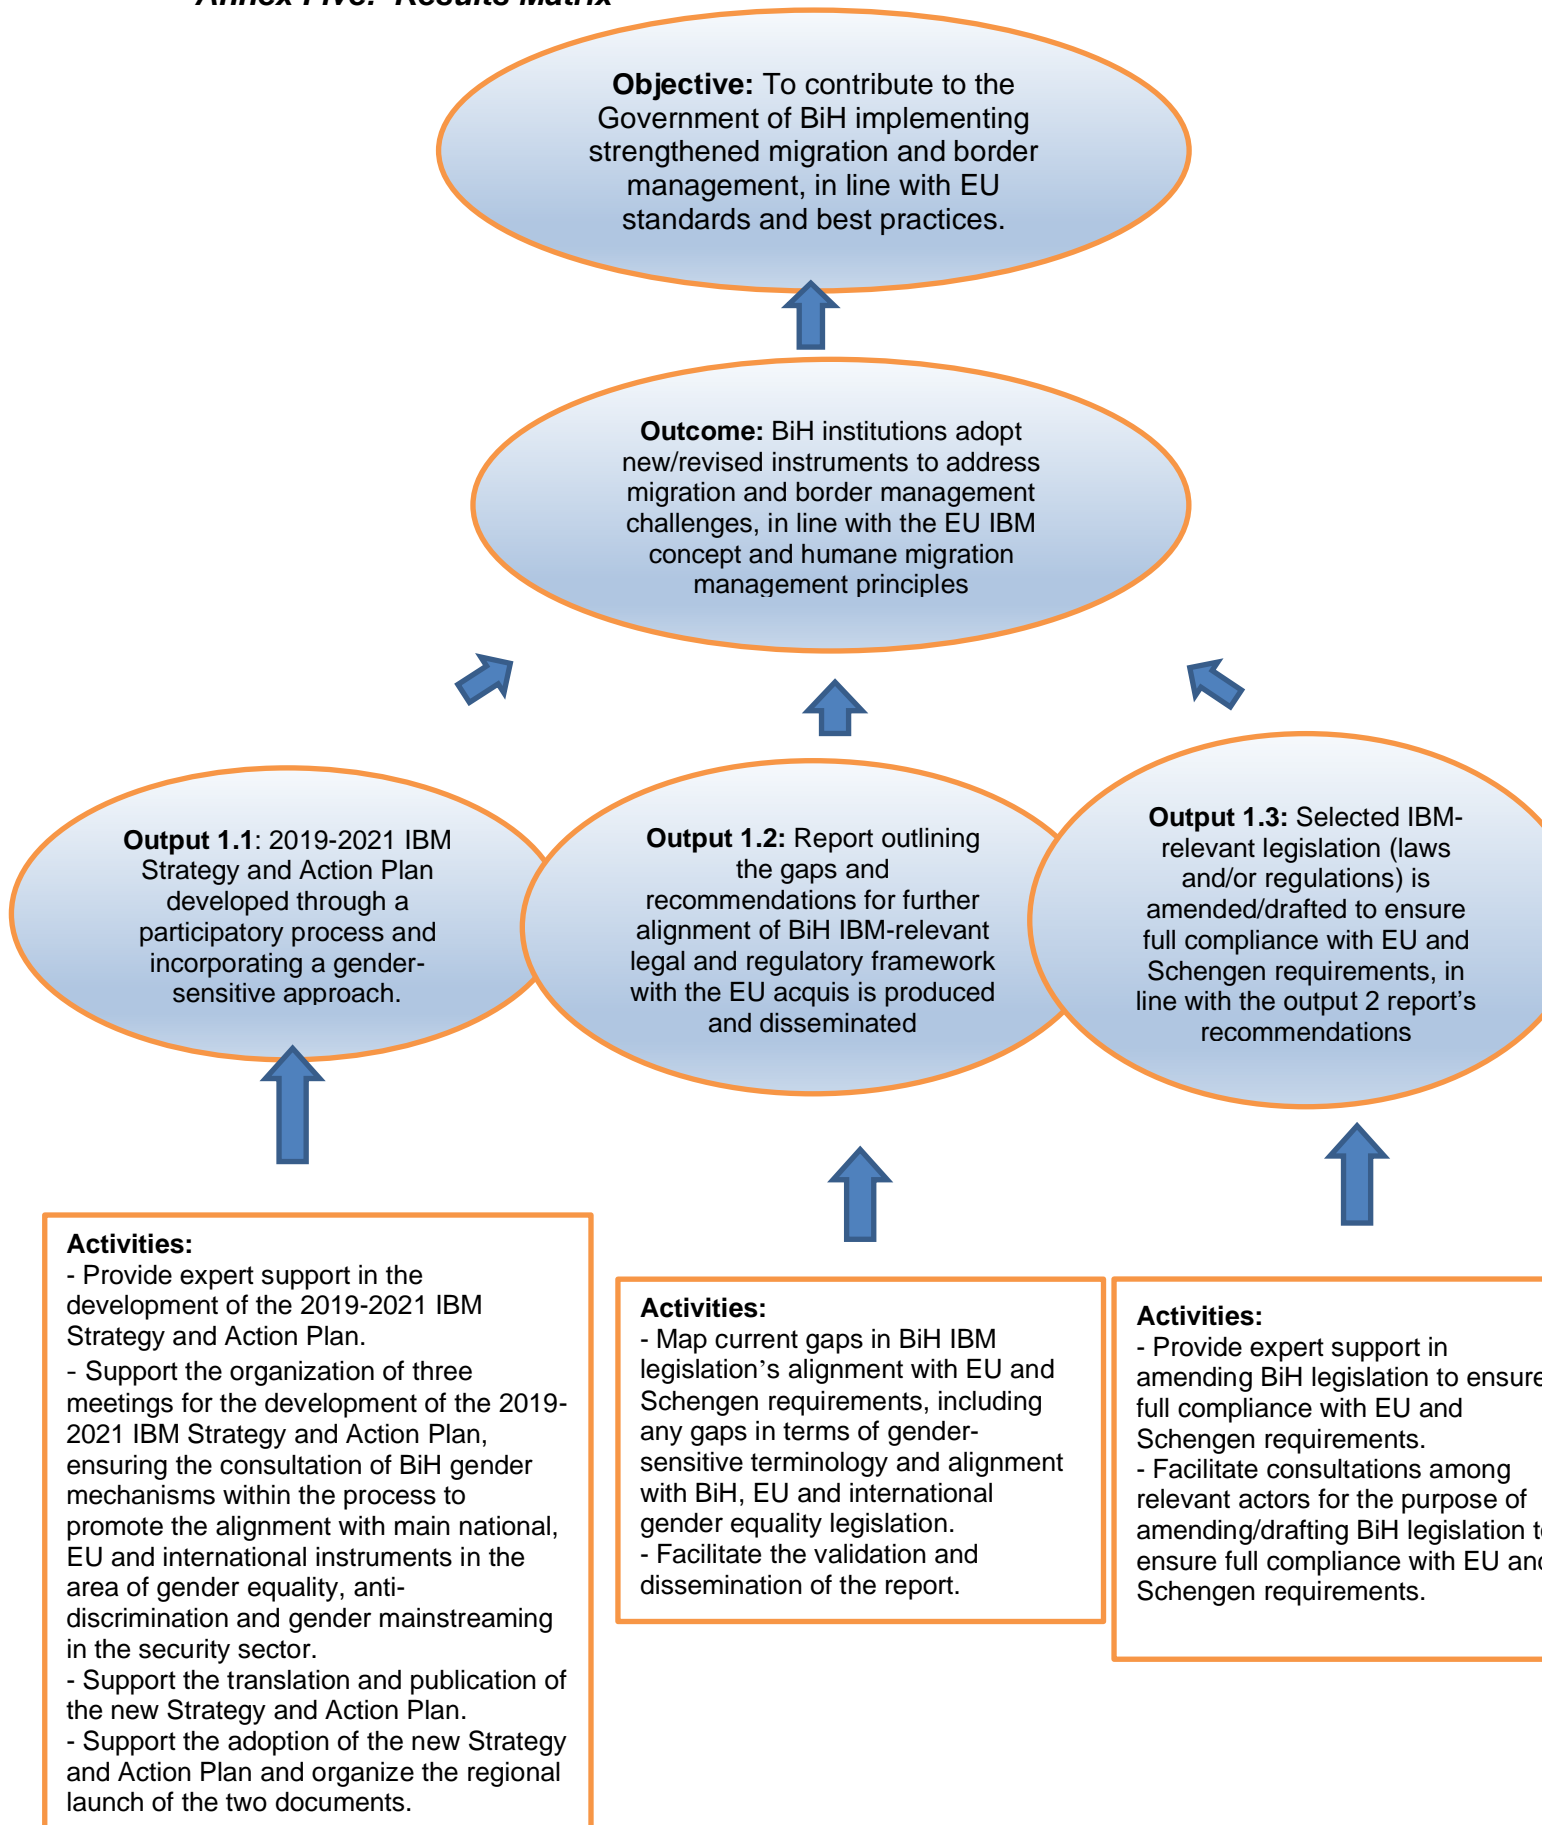 Annex Five: Results Matrix
Objective: To contribute to the
Government of BiH implementing
strengthened migration and border
management, in line with EU
standards and best practices.
Outcome: BiH institutions adopt
new/revised instruments to address
migration and border management
challenges, in line with the EU IBM
concept and humane migration
management principles
Output 1.1: 2019-2021 IBM
Strategy and Action Plan
developed through a
participatory process and
incorporating a gender-
sensitive approach.
Output 1.2: Report outlining
the gaps and
recommendations for further
alignment of BiH IBM-relevant
legal and regulatory framework
with the EU acquis is produced
and disseminated
Output 1.3: Selected IBM-
relevant legislation (laws
and/or regulations) is
amended/drafted to ensure
full compliance with EU and
Schengen requirements, in
line with the output 2 report's
recommendations
Activities:
- Provide expert support in the
development of the 2019-2021 IBM
Strategy and Action Plan.
- Support the organization of three
meetings for the development of the 2019-
2021 IBM Strategy and Action Plan,
ensuring the consultation of BiH gender
mechanisms within the process to
promote the alignment with main national,
EU and international instruments in the
area of gender equality, anti-
discrimination and gender mainstreaming
in the security sector.
- Support the translation and publication of
the new Strategy and Action Plan.
- Support the adoption of the new Strategy
and Action Plan and organize the regional
launch of the two documents.
Activities:
- Map current gaps in BiH IBM
legislation's alignment with EU and
Schengen requirements, including
any gaps in terms of gender-
sensitive terminology and alignment
with BiH, EU and international
gender equality legislation.
- Facilitate the validation and
dissemination of the report.
Activities:
- Provide expert support in
amending BiH legislation to ensure
full compliance with EU and
Schengen requirements.
- Facilitate consultations among
relevant actors for the purpose of
amending/drafting BiH legislation to
ensure full compliance with EU and
Schengen requirements.